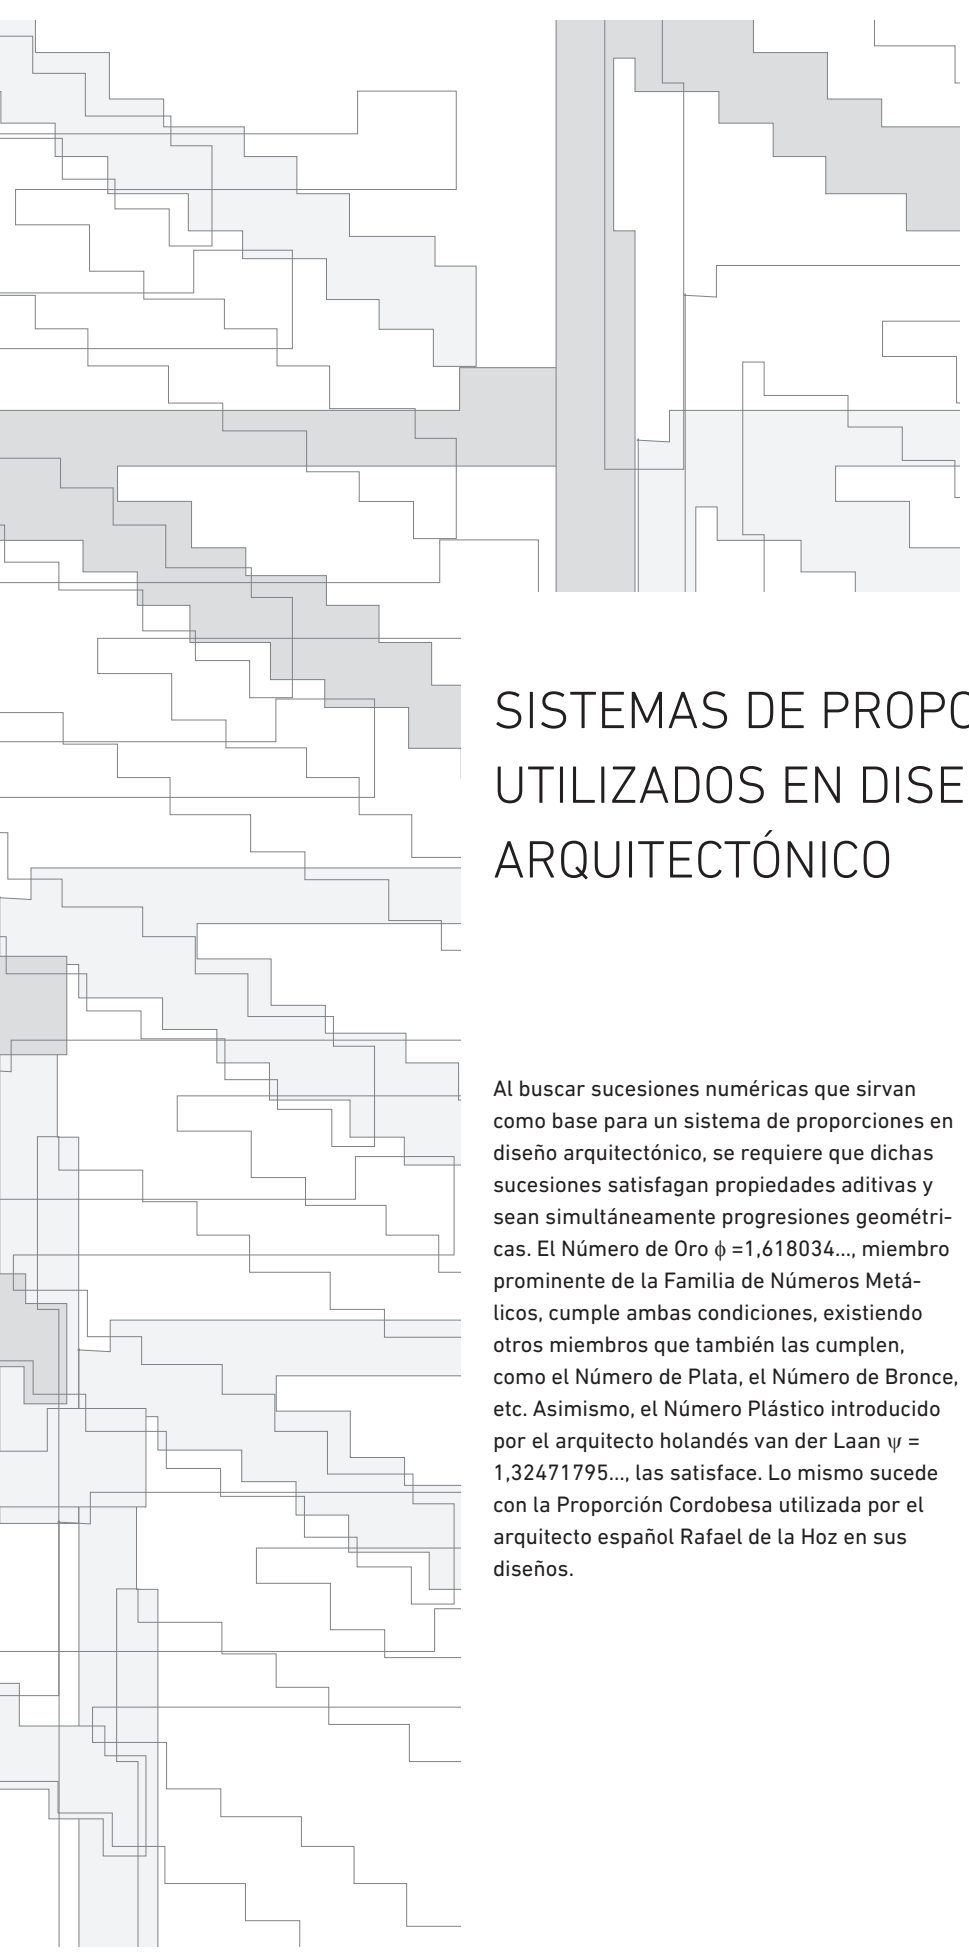 SISTEMAS DE PROPO
UTILIZADOS EN DISE
ARQUITECTÓNICO
Al buscar sucesiones numéricas que sirvan
como base para un sistema de proporciones en
diseño arquitectónico, se requiere que dichas
sucesiones satisfagan propiedades aditivas y
sean simultáneamente progresiones geométri-
cas. El Número de Oro ϕ =1,618034..., miembro
prominente de la Familia de Números Metá-
licos, cumple ambas condiciones, existiendo
otros miembros que también las cumplen,
como el Número de Plata, el Número de Bronce,
etc. Asimismo, el Número Plástico introducido
por el arquitecto holandés van der Laan ψ =
1,32471795..., las satisface. Lo mismo sucede
con la Proporción Cordobesa utilizada por el
arquitecto español Rafael de la Hoz en sus
diseños.